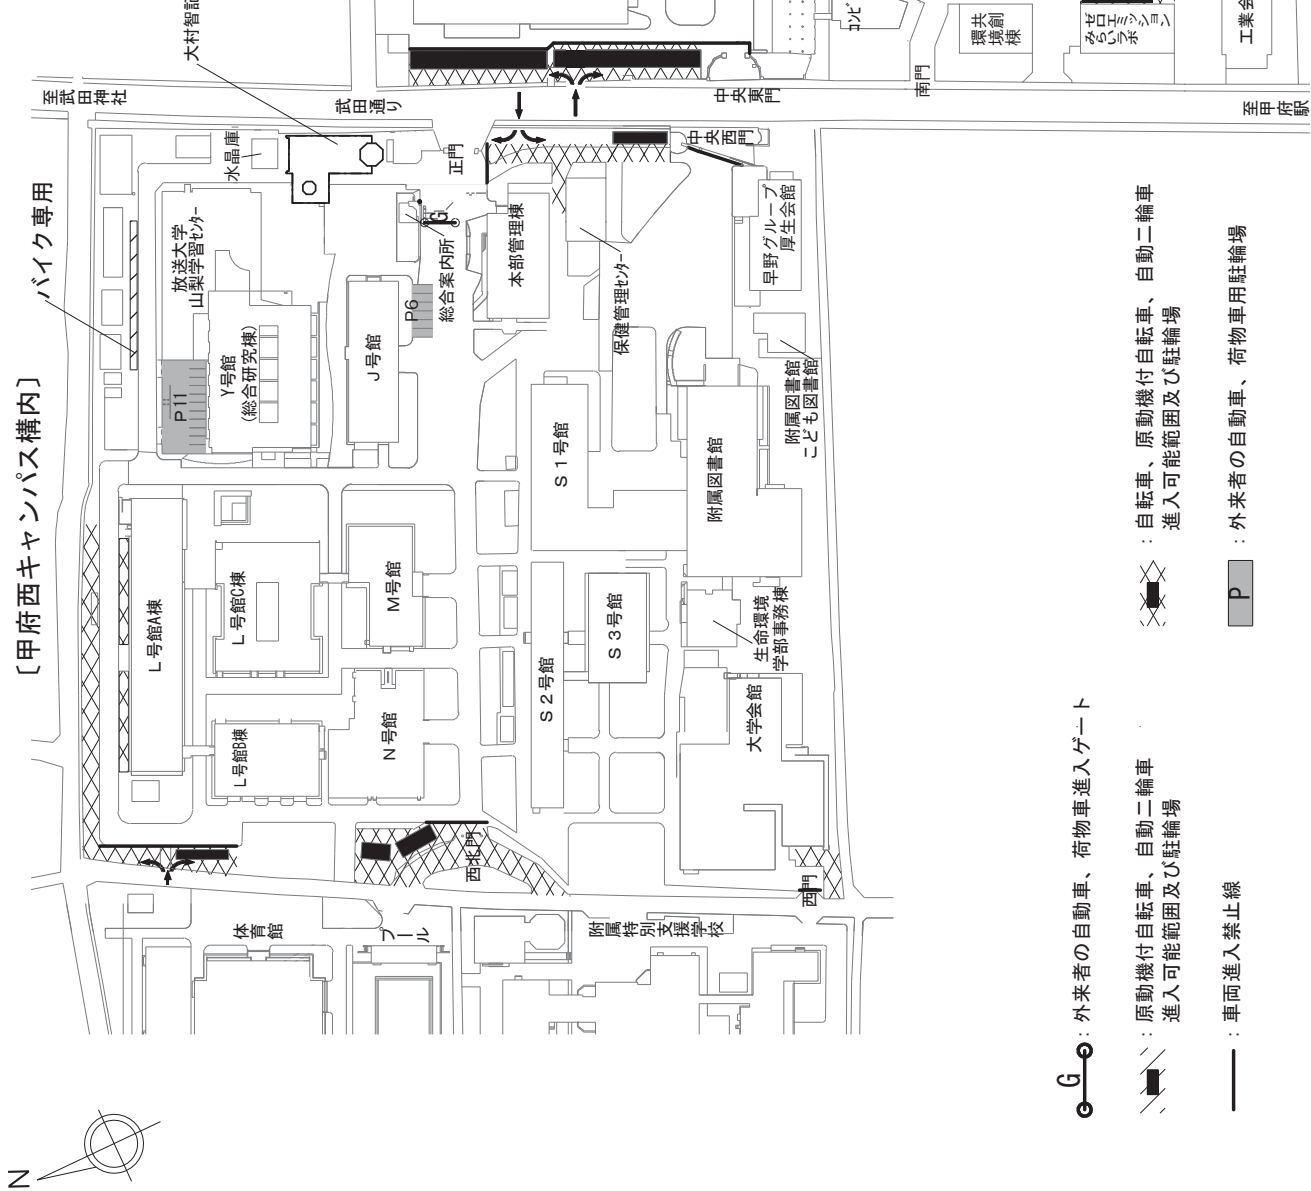 〔甲府西キャンパス構内〕
バイク専用
至武田神社
武田通り
大村智記
水晶庫
正門
中央東門
中央西門
南門
至甲府駅
コンビ
環共
境創
棟
ゼロエミッション
みらいラボ
工業会
放送大学
山梨学習ｾﾝﾀｰ
Y号館
(総合研究棟)
P11
J号館
P6
総合案内所
G
本部管理棟
保健管理ｾﾝﾀｰ
早野グループ
厚生会館
附属図書館
こども図書館
附属図書館
S1号館
S2号館
S3号館
生命環境
学部事務棟
大学会館
L号館A棟
L号館C棟
L号館B棟
M号館
N号館
西北門
西門
体育館
プール
附属特別支援学校
N
G
：外来者の自動車、荷物車進入ゲート
：原動機付自転車、自動二輪車
進入可能範囲及び駐輪場
：車両進入禁止線
：自転車、原動機付自転車、自動二輪車
進入可能範囲及び駐輪場
P
：外来者の自動車、荷物車用駐輪場